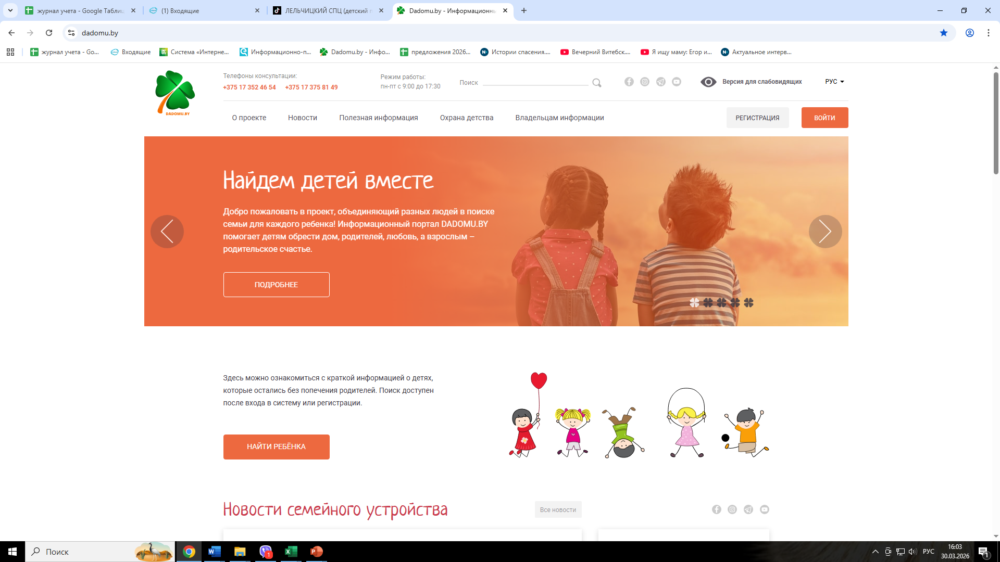 журнал учета - Google Таблиц
(1) Входящие
ЛЕЛЬЧИЦКИЙ СПЦ (детский п
Dadomu.by - Информационны
dadomu.by
журнал учета - Go...
Входящие
Система «Интерне...
Информационно-п...
Dadomu.by - Инфо...
предложения 2026...
Истории спасения....
Вечерний Витебск....
Я ищу маму: Егор и...
Актуальное интерв...
DADOMU.BY
Телефоны консультации:
+375 17 352 46 54 +375 17 375 81 49
Режим работы:
пн-пт с 9:00 до 17:30
Поиск
Версия для слабовидящих
РУС
О проекте
Новости
Полезная информация
Охрана детства
Владельцам информации
РЕГИСТРАЦИЯ
ВОЙТИ
Найдем детей вместе
Добро пожаловать в проект, объединяющий разных людей в поиске
семьи для каждого ребенка! Информационный портал DADOMU.BY
помогает детям обрести дом, родителей, любовь, а взрослым –
родительское счастье.
ПОДРОБНЕЕ
Здесь можно ознакомиться с краткой информацией о детях,
которые остались без попечения родителей. Поиск доступен
после входа в систему или регистрации.
НАЙТИ РЕБЁНКА
Новости семейного устройства
Все новости
Поиск
1
РУС
16:03
30.03.2026
1